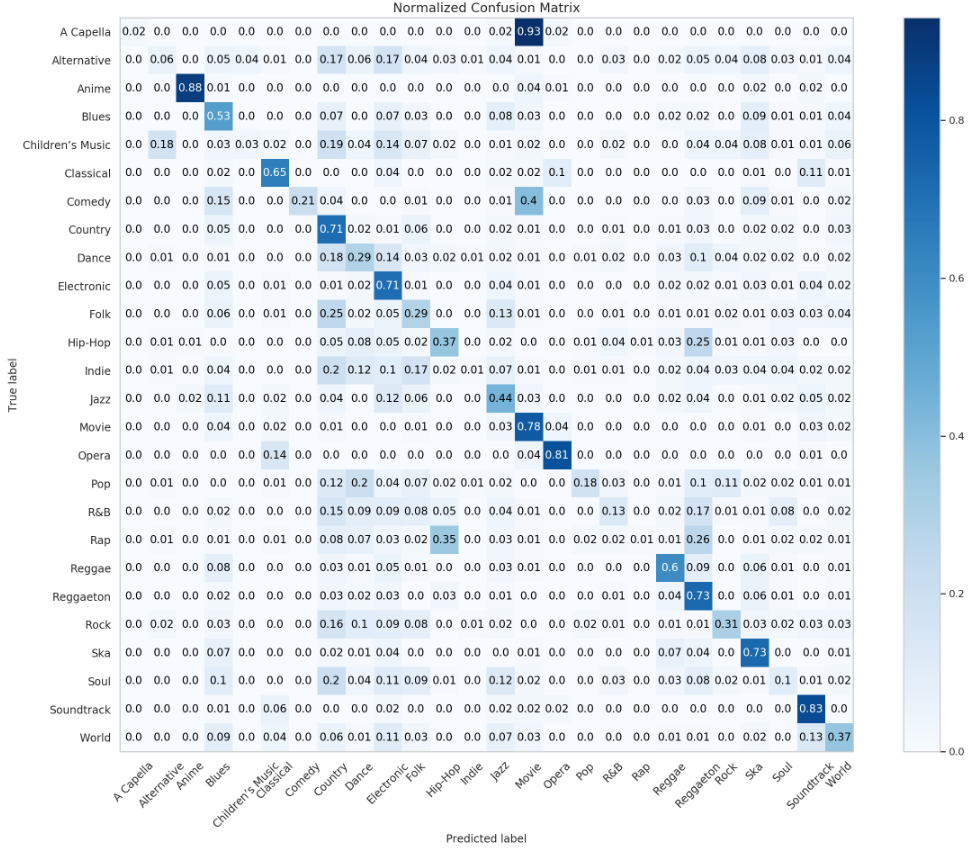 Normalized Confusion Matrix
A Capella 0.02 0.0 0.0 0.0 0.0 0.0 0.0 0.0 0.0 0.0 0.0 0.0 0.0 0.02 0.93 0.02 0.0 0.0 0.0 0.0 0.0 0.0 0.0 0.0 0.0 0.0
Alternative 0.0 0.06 0.0 0.05 0.04 0.01 0.0 0.17 0.06 0.17 0.04 0.03 0.01 0.04 0.01 0.0 0.0 0.03 0.0 0.02 0.05 0.04 0.08 0.03 0.01 0.04
Anime 0.0 0.0 0.88 0.01 0.0 0.0 0.0 0.0 0.0 0.0 0.0 0.0 0.0 0.0 0.04 0.01 0.0 0.0 0.0 0.0 0.0 0.0 0.02 0.0 0.02 0.0
Blues 0.0 0.0 0.0 0.53 0.0 0.0 0.0 0.07 0.0 0.07 0.03 0.0 0.0 0.08 0.03 0.0 0.0 0.0 0.0 0.02 0.02 0.0 0.09 0.01 0.01 0.04
Children's Music 0.0 0.18 0.0 0.03 0.03 0.02 0.0 0.19 0.04 0.14 0.07 0.02 0.0 0.01 0.02 0.0 0.0 0.02 0.0 0.0 0.04 0.04 0.08 0.01 0.01 0.06
Classical 0.0 0.0 0.0 0.02 0.0 0.65 0.0 0.0 0.0 0.04 0.0 0.0 0.0 0.02 0.02 0.1 0.0 0.0 0.0 0.0 0.0 0.0 0.01 0.0 0.11 0.01
Comedy 0.0 0.0 0.0 0.15 0.0 0.0 0.21 0.04 0.0 0.0 0.01 0.0 0.0 0.01 0.4 0.0 0.0 0.0 0.0 0.0 0.03 0.0 0.09 0.01 0.0 0.02
Country 0.0 0.0 0.0 0.05 0.0 0.0 0.0 0.71 0.02 0.01 0.06 0.0 0.0 0.02 0.0 0.0 0.0 0.0 0.0 0.01 0.03 0.0 0.02 0.02 0.0 0.03
Dance 0.0 0.01 0.0 0.01 0.0 0.0 0.0 0.18 0.29 0.14 0.03 0.02 0.01 0.02 0.01 0.0 0.01 0.02 0.0 0.03 0.1 0.04 0.02 0.02 0.0 0.02
Electronic 0.0 0.0 0.0 0.05 0.0 0.01 0.0 0.01 0.02 0.71 0.01 0.0 0.0 0.04 0.01 0.0 0.0 0.0 0.0 0.02 0.02 0.01 0.03 0.01 0.04 0.02
Folk 0.0 0.0 0.0 0.06 0.0 0.01 0.0 0.25 0.02 0.05 0.29 0.0 0.0 0.13 0.01 0.0 0.0 0.01 0.0 0.01 0.01 0.02 0.01 0.03 0.03 0.04
Hip-Hop 0.0 0.01 0.01 0.0 0.0 0.0 0.0 0.05 0.08 0.05 0.02 0.37 0.0 0.02 0.0 0.0 0.01 0.04 0.01 0.03 0.25 0.01 0.01 0.03 0.0 0.0
Indie 0.0 0.01 0.0 0.04 0.0 0.0 0.0 0.2 0.12 0.1 0.17 0.02 0.01 0.07 0.01 0.0 0.01 0.01 0.0 0.02 0.04 0.03 0.04 0.04 0.02 0.02
Jazz 0.0 0.0 0.02 0.11 0.0 0.02 0.0 0.04 0.0 0.12 0.06 0.0 0.0 0.44 0.03 0.0 0.0 0.0 0.0 0.02 0.04 0.0 0.01 0.02 0.05 0.02
Movie 0.0 0.0 0.0 0.04 0.0 0.02 0.0 0.01 0.0 0.0 0.01 0.0 0.0 0.03 0.78 0.04 0.0 0.0 0.0 0.0 0.0 0.0 0.01 0.0 0.03 0.02
Opera 0.0 0.0 0.0 0.0 0.0 0.14 0.0 0.0 0.0 0.0 0.0 0.0 0.0 0.0 0.04 0.81 0.0 0.0 0.0 0.0 0.0 0.0 0.0 0.0 0.01 0.0
Pop 0.0 0.01 0.0 0.0 0.0 0.01 0.0 0.12 0.2 0.04 0.07 0.02 0.01 0.02 0.0 0.0 0.18 0.03 0.0 0.01 0.1 0.11 0.02 0.02 0.01 0.01
R&B 0.0 0.0 0.0 0.02 0.0 0.0 0.0 0.15 0.09 0.09 0.08 0.05 0.0 0.04 0.01 0.0 0.0 0.13 0.0 0.02 0.17 0.01 0.01 0.08 0.0 0.02
Rap 0.0 0.01 0.0 0.01 0.0 0.01 0.0 0.08 0.07 0.03 0.02 0.35 0.0 0.03 0.01 0.0 0.0 0.02 0.01 0.01 0.26 0.0 0.01 0.02 0.02 0.01
Reggae 0.0 0.0 0.0 0.08 0.0 0.0 0.0 0.03 0.01 0.05 0.01 0.0 0.0 0.03 0.01 0.0 0.0 0.0 0.0 0.6 0.09 0.0 0.06 0.01 0.0 0.01
Reggaeton 0.0 0.0 0.0 0.02 0.0 0.0 0.0 0.03 0.02 0.03 0.0 0.03 0.0 0.01 0.0 0.0 0.0 0.0 0.0 0.04 0.73 0.0 0.06 0.01 0.0 0.01
Rock 0.0 0.02 0.0 0.03 0.0 0.01 0.0 0.16 0.1 0.09 0.08 0.0 0.01 0.02 0.02 0.0 0.01 0.01 0.0 0.01 0.01 0.31 0.03 0.02 0.03 0.03
Ska 0.0 0.0 0.0 0.07 0.0 0.0 0.0 0.02 0.01 0.04 0.0 0.0 0.0 0.01 0.0 0.0 0.0 0.0 0.0 0.07 0.04 0.0 0.73 0.0 0.0 0.01
Soul 0.0 0.0 0.0 0.1 0.0 0.01 0.0 0.2 0.04 0.11 0.09 0.01 0.0 0.12 0.02 0.0 0.0 0.03 0.0 0.03 0.08 0.02 0.01 0.1 0.01 0.02
Soundtrack 0.0 0.0 0.0 0.01 0.0 0.06 0.0 0.0 0.0 0.02 0.0 0.0 0.0 0.02 0.02 0.02 0.0 0.0 0.0 0.0 0.0 0.0 0.0 0.0 0.83 0.0
World 0.0 0.0 0.0 0.09 0.0 0.04 0.0 0.06 0.01 0.11 0.03 0.0 0.0 0.07 0.03 0.0 0.0 0.0 0.0 0.01 0.01 0.0 0.02 0.0 0.13 0.37
A Capella Alternative Anime Blues Children's Music Classical Comedy Country Dance Electronic Folk Hip-Hop Indie Jazz Movie Opera Pop R&B Rap Reggae Reggaeton Rock Ska Soul Soundtrack World
True label
Predicted label
0.8
0.6
0.4
0.2
0.0